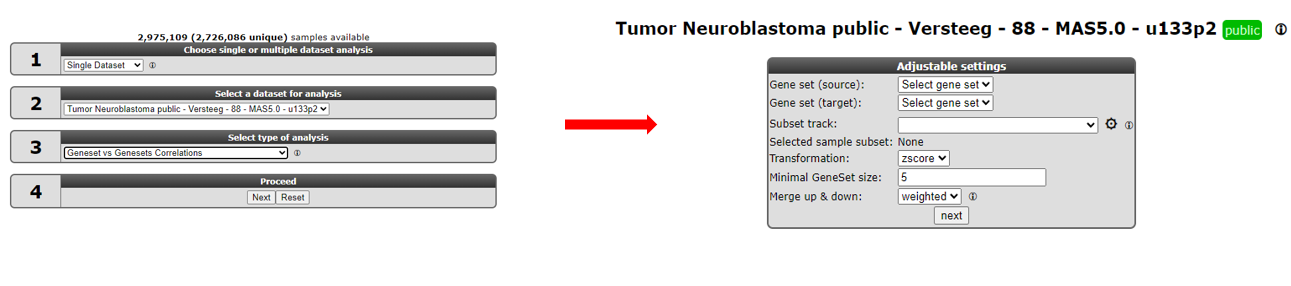 2,975,109 (2,726,086 unique) samples available
1
Choose single or multiple dataset analysis
Single Dataset
2
Select a dataset for analysis
Tumor Neuroblastoma public - Versteeg - 88 - MAS5.0 - u133p2
3
Select type of analysis
Geneset vs Genesets Correlations
4
Proceed
Next Reset
Tumor Neuroblastoma public - Versteeg - 88 - MAS5.0 - u133p2 public
Adjustable settings
Gene set (source): Select gene set
Gene set (target): Select gene set
Subset track:
Selected sample subset: None
Transformation: zscore
Minimal GeneSet size: 5
Merge up & down: weighted
next